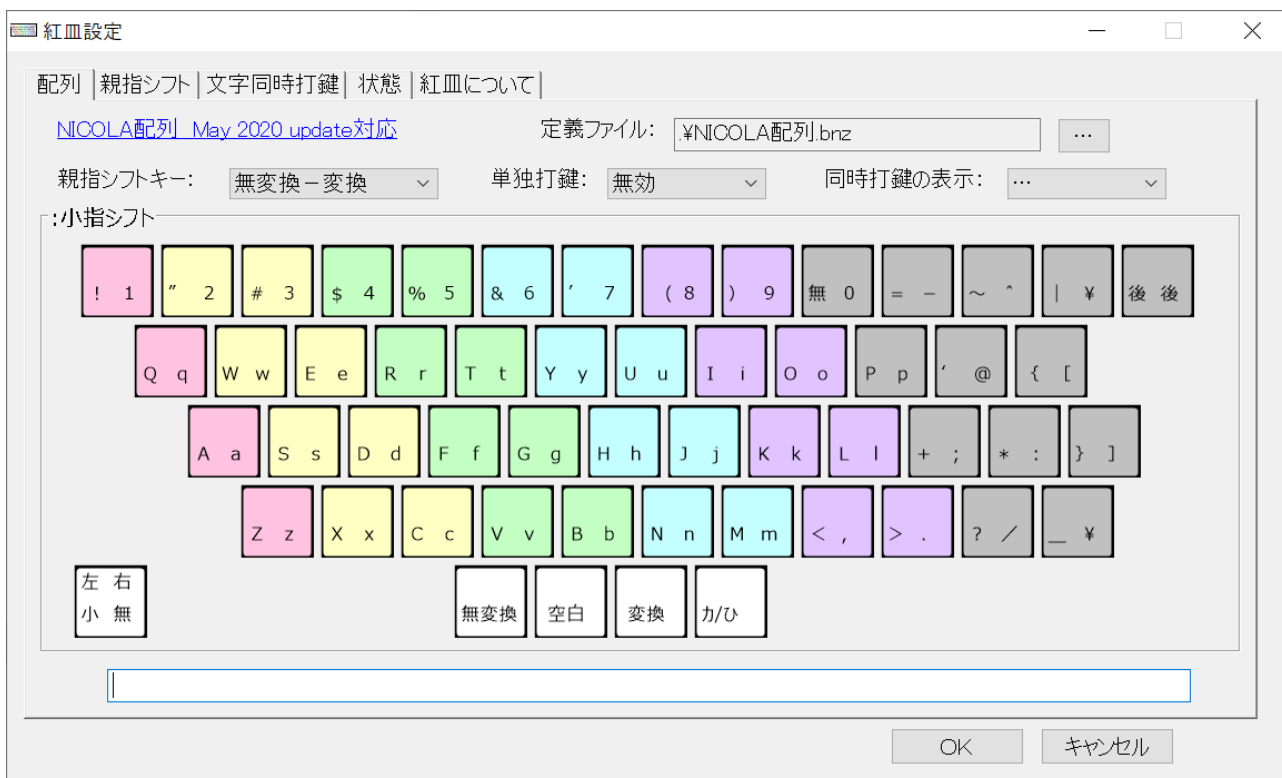 紅皿設定
配列 親指シフト 文字同時打鍵 状態 紅皿について
NICOLA配列 May 2020 update対応 定義ファイル: .¥NICOLA配列.bnz ...
親指シフトキー: 無変換－変換 単独打鍵: 無効 同時打鍵の表示: ...
:小指シフト
! 1 ″ 2 # 3 $ 4 % 5 & 6 ′ 7 ( 8 ) 9 無 0 = － ～ ＾ | ¥ 後 後
Q q W w E e R r T t Y y U u I i O o P p ‘ @ { [
A a S s D d F f G g H h J j K k L l + ; * : } ]
Z z X x C c V v B b N n M m < , > . ? ／ ＿ ¥
左 右
小 無 無変換 空白 変換 カ/ひ
OK キャンセル